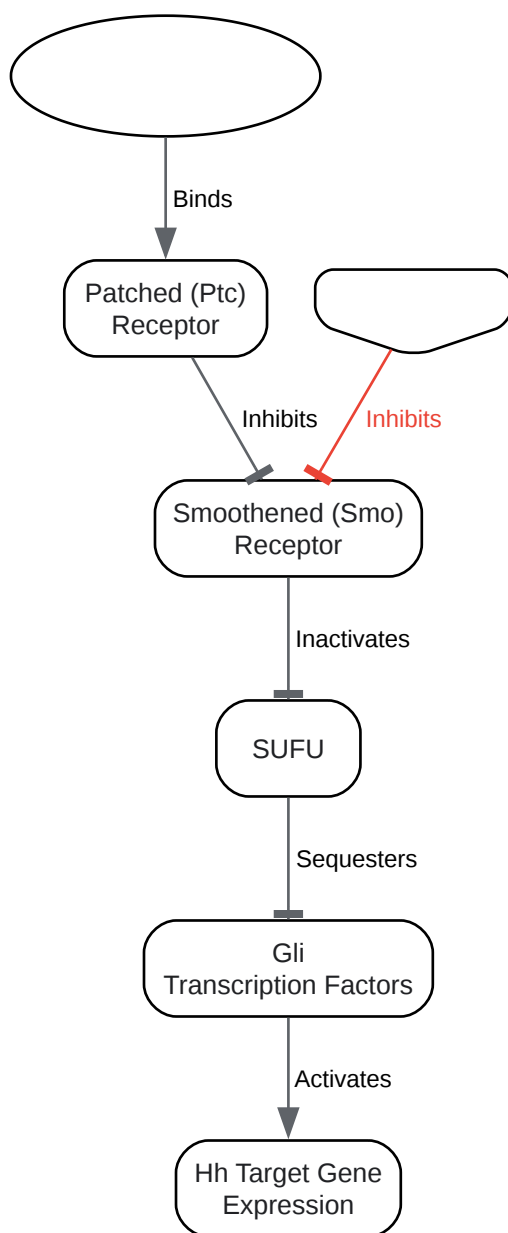 Binds
Patched (Ptc)
Receptor
Inhibits
Inhibits
Smoothened (Smo)
Receptor
Inactivates
SUFU
Sequesters
Gli
Transcription Factors
Activates
Hh Target Gene
Expression